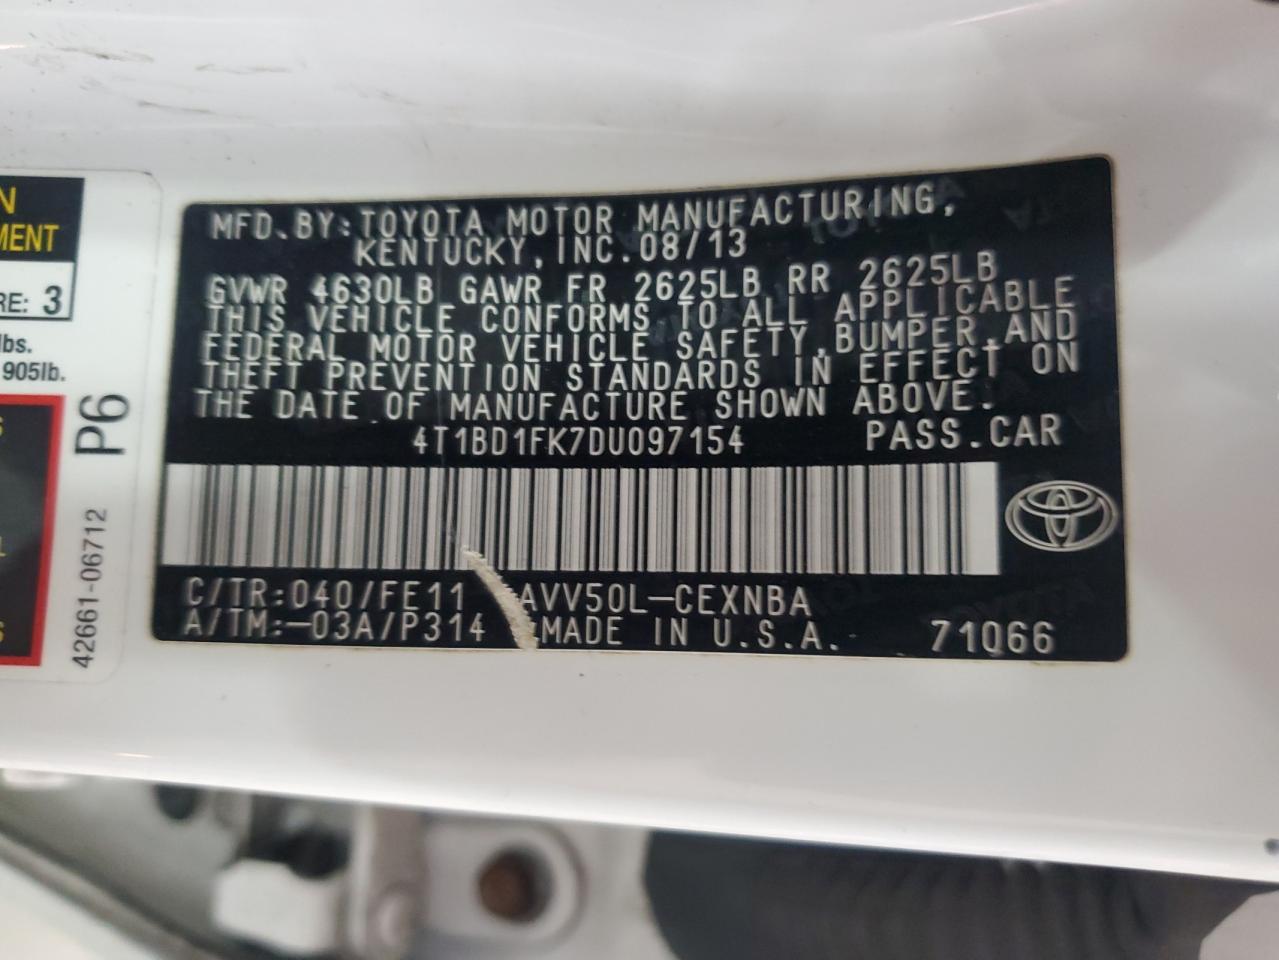 N
MENT
RE: 3
lbs.
905lb.
S
L
S
P6
42661-06712
MFD.BY:TOYOTA MOTOR MANUFACTURING,
KENTUCKY, INC.08/13
GVWR 4630LB GAWR FR 2625LB RR 2625LB
THIS VEHICLE CONFORMS TO ALL APPLICABLE
FEDERAL MOTOR VEHICLE SAFETY,BUMPER,AND
THEFT PREVENTION STANDARDS IN EFFECT ON
THE DATE OF MANUFACTURE SHOWN ABOVE.
4T1BD1FK7DU097154 PASS.CAR
C/TR:040/FE11 AVV50L-CEXNBA
A/TM:-03A/P314 MADE IN U.S.A. 71066